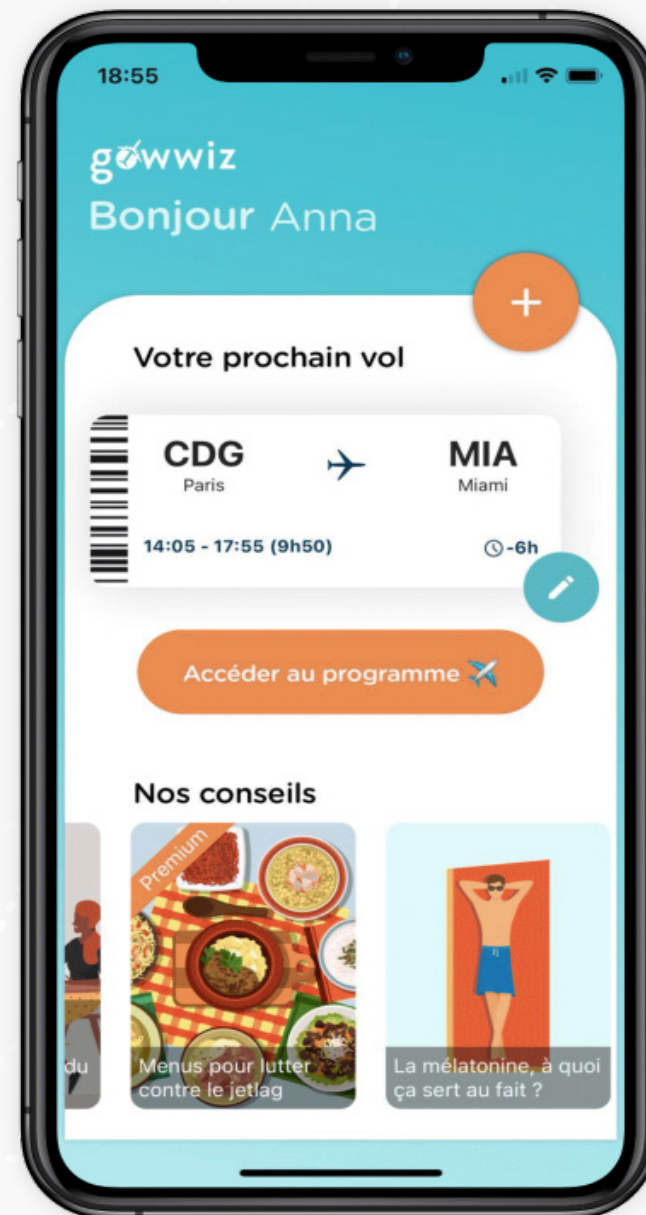 18:55
gowwiz
Bonjour Anna
Votre prochain vol
CDG
MIA
Paris
Miami
14:05 - 17:55 (9h50)
-6h
Accéder au programme
Nos conseils
Premium
du
Menus pour lutter
contre le jetlag
La mélatonine, à quoi
ça sert au fait ?